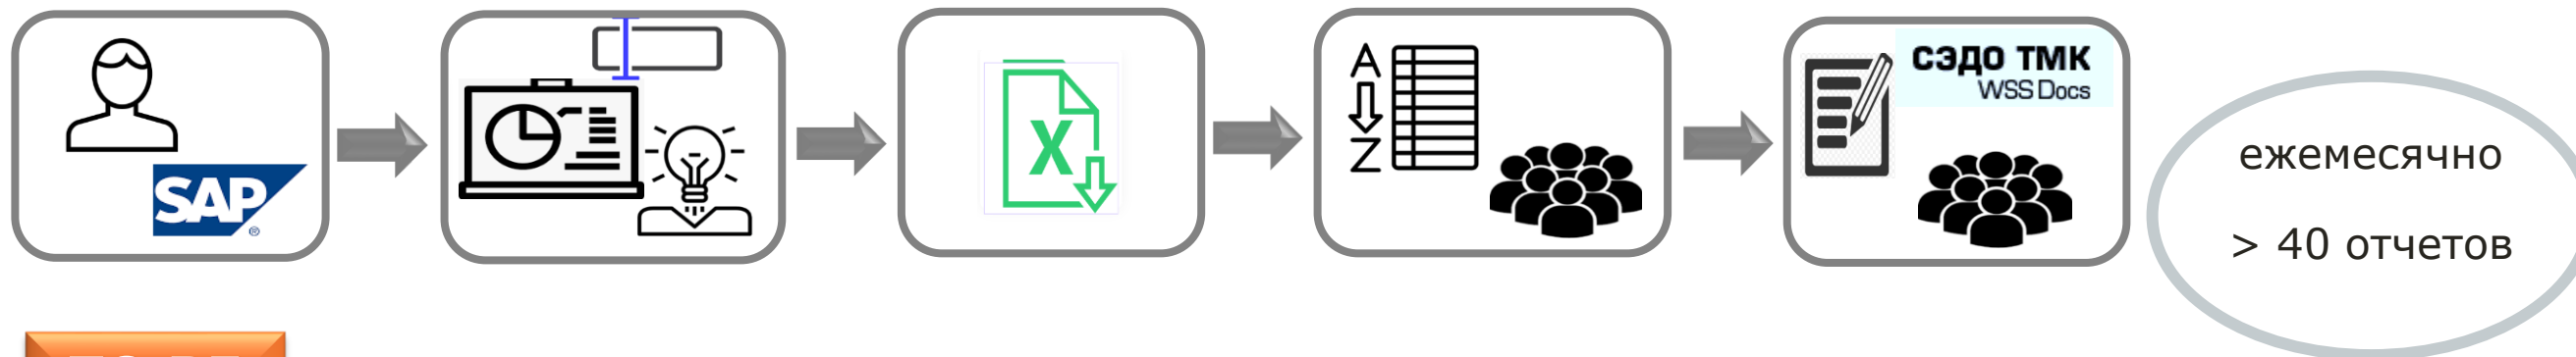 SAP
®
X
A
Z
СЭДО ТМК
WSS Docs
ежемесячно
> 40 отчетов